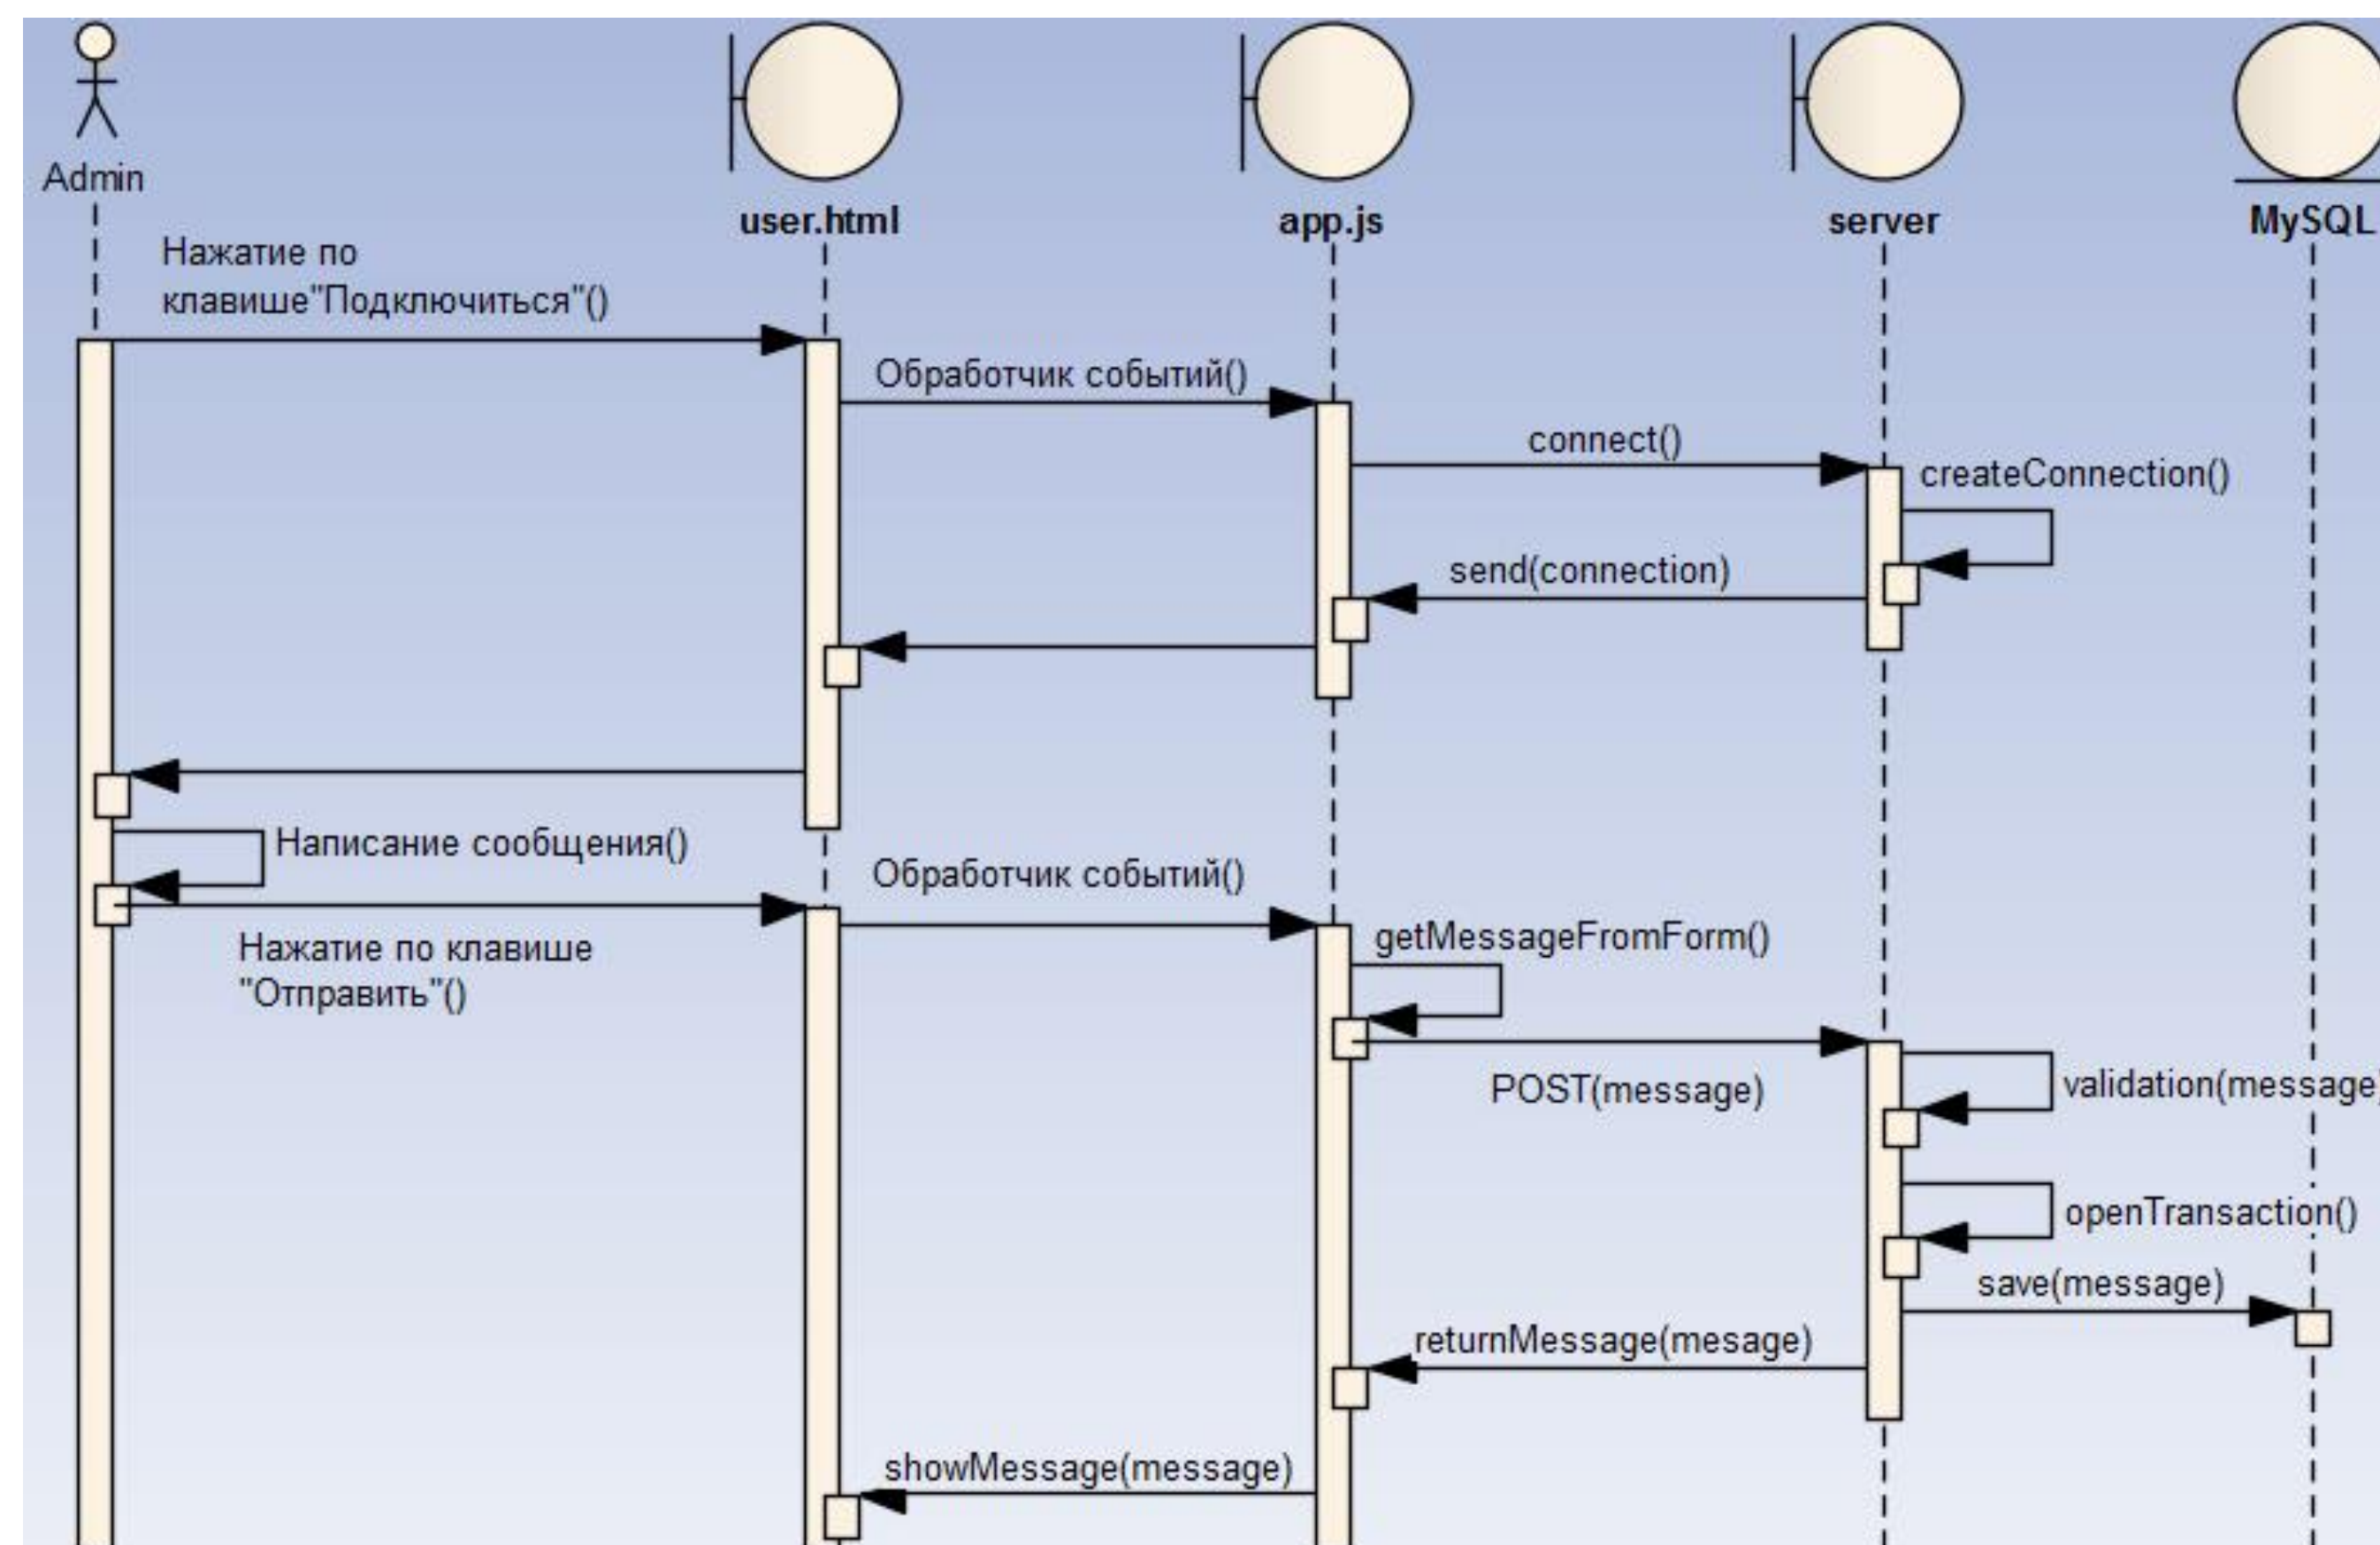 Admin
user.html
app.js
server
MySQL
Нажатие по
клавише"Подключиться"()
Обработчик событий()
connect()
createConnection()
send(connection)
Написание сообщения()
Обработчик событий()
Нажатие по клавише
"Отправить"()
getMessageFromForm()
POST(message)
validation(message)
openTransaction()
save(message)
returnMessage(mesage)
showMessage(message)